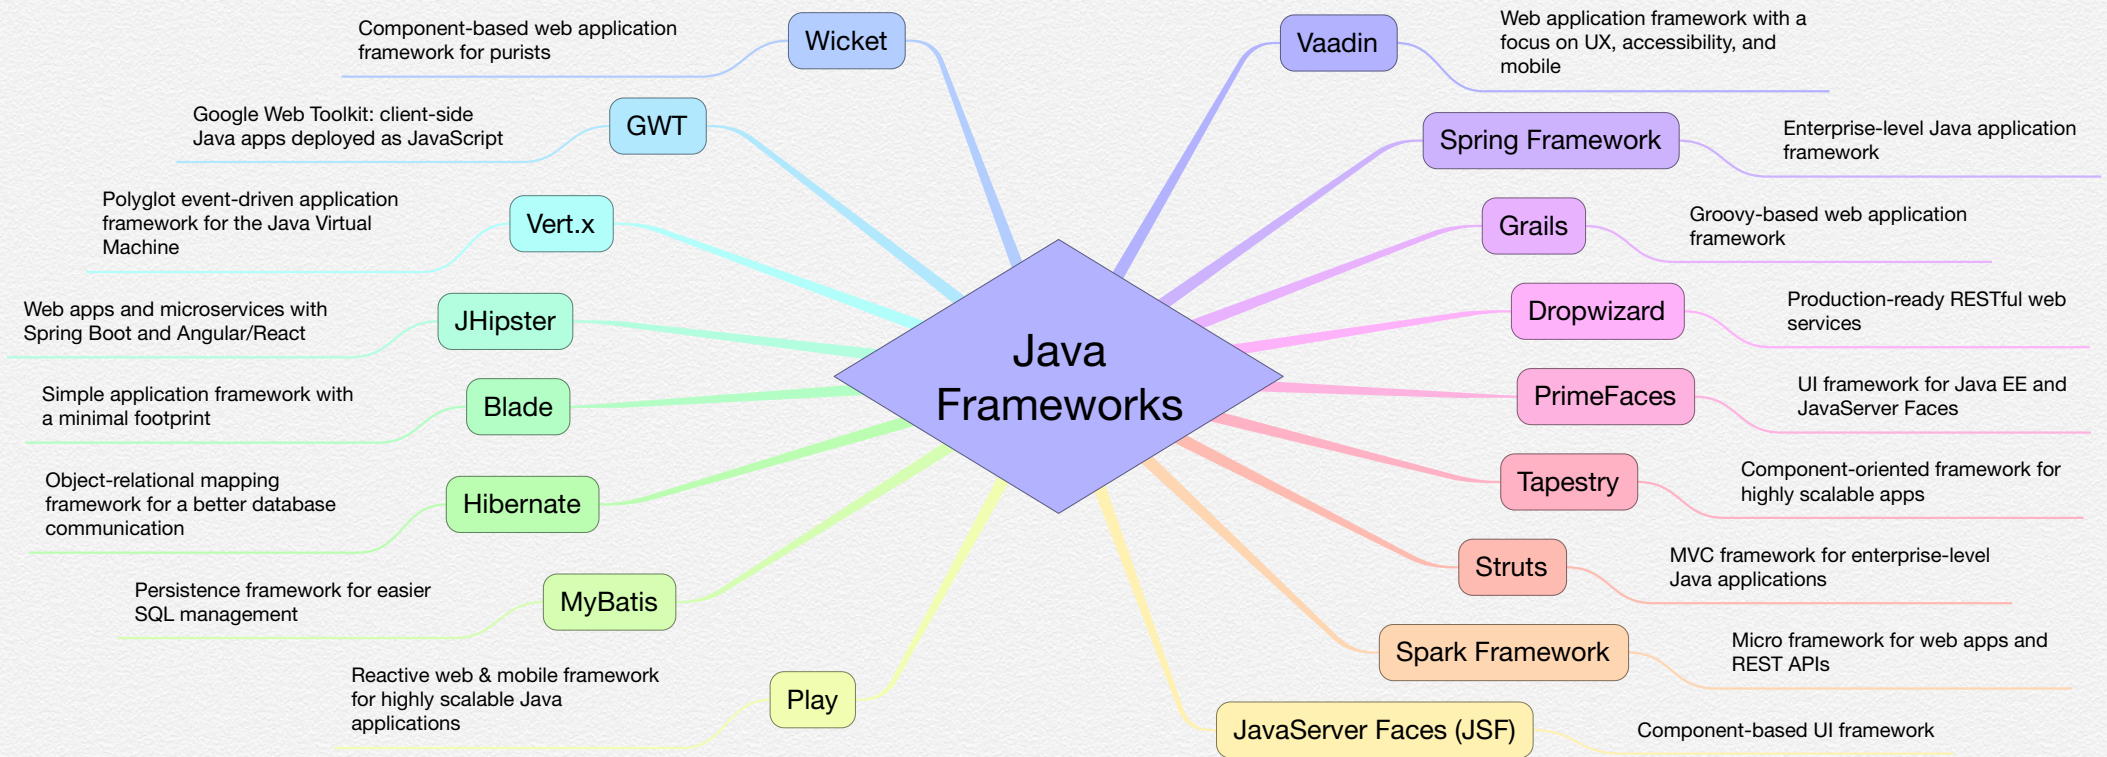 Java
Frameworks
Wicket
Component-based web application
framework for purists
GWT
Google Web Toolkit: client-side
Java apps deployed as JavaScript
Vert.x
Polyglot event-driven application
framework for the Java Virtual
Machine
JHipster
Web apps and microservices with
Spring Boot and Angular/React
Blade
Simple application framework with
a minimal footprint
Hibernate
Object-relational mapping
framework for a better database
communication
MyBatis
Persistence framework for easier
SQL management
Play
Reactive web & mobile framework
for highly scalable Java
applications
Vaadin
Web application framework with a
focus on UX, accessibility, and
mobile
Spring Framework
Enterprise-level Java application
framework
Grails
Groovy-based web application
framework
Dropwizard
Production-ready RESTful web
services
PrimeFaces
UI framework for Java EE and
JavaServer Faces
Tapestry
Component-oriented framework for
highly scalable apps
Struts
MVC framework for enterprise-level
Java applications
Spark Framework
Micro framework for web apps and
REST APIs
JavaServer Faces (JSF)
Component-based UI framework